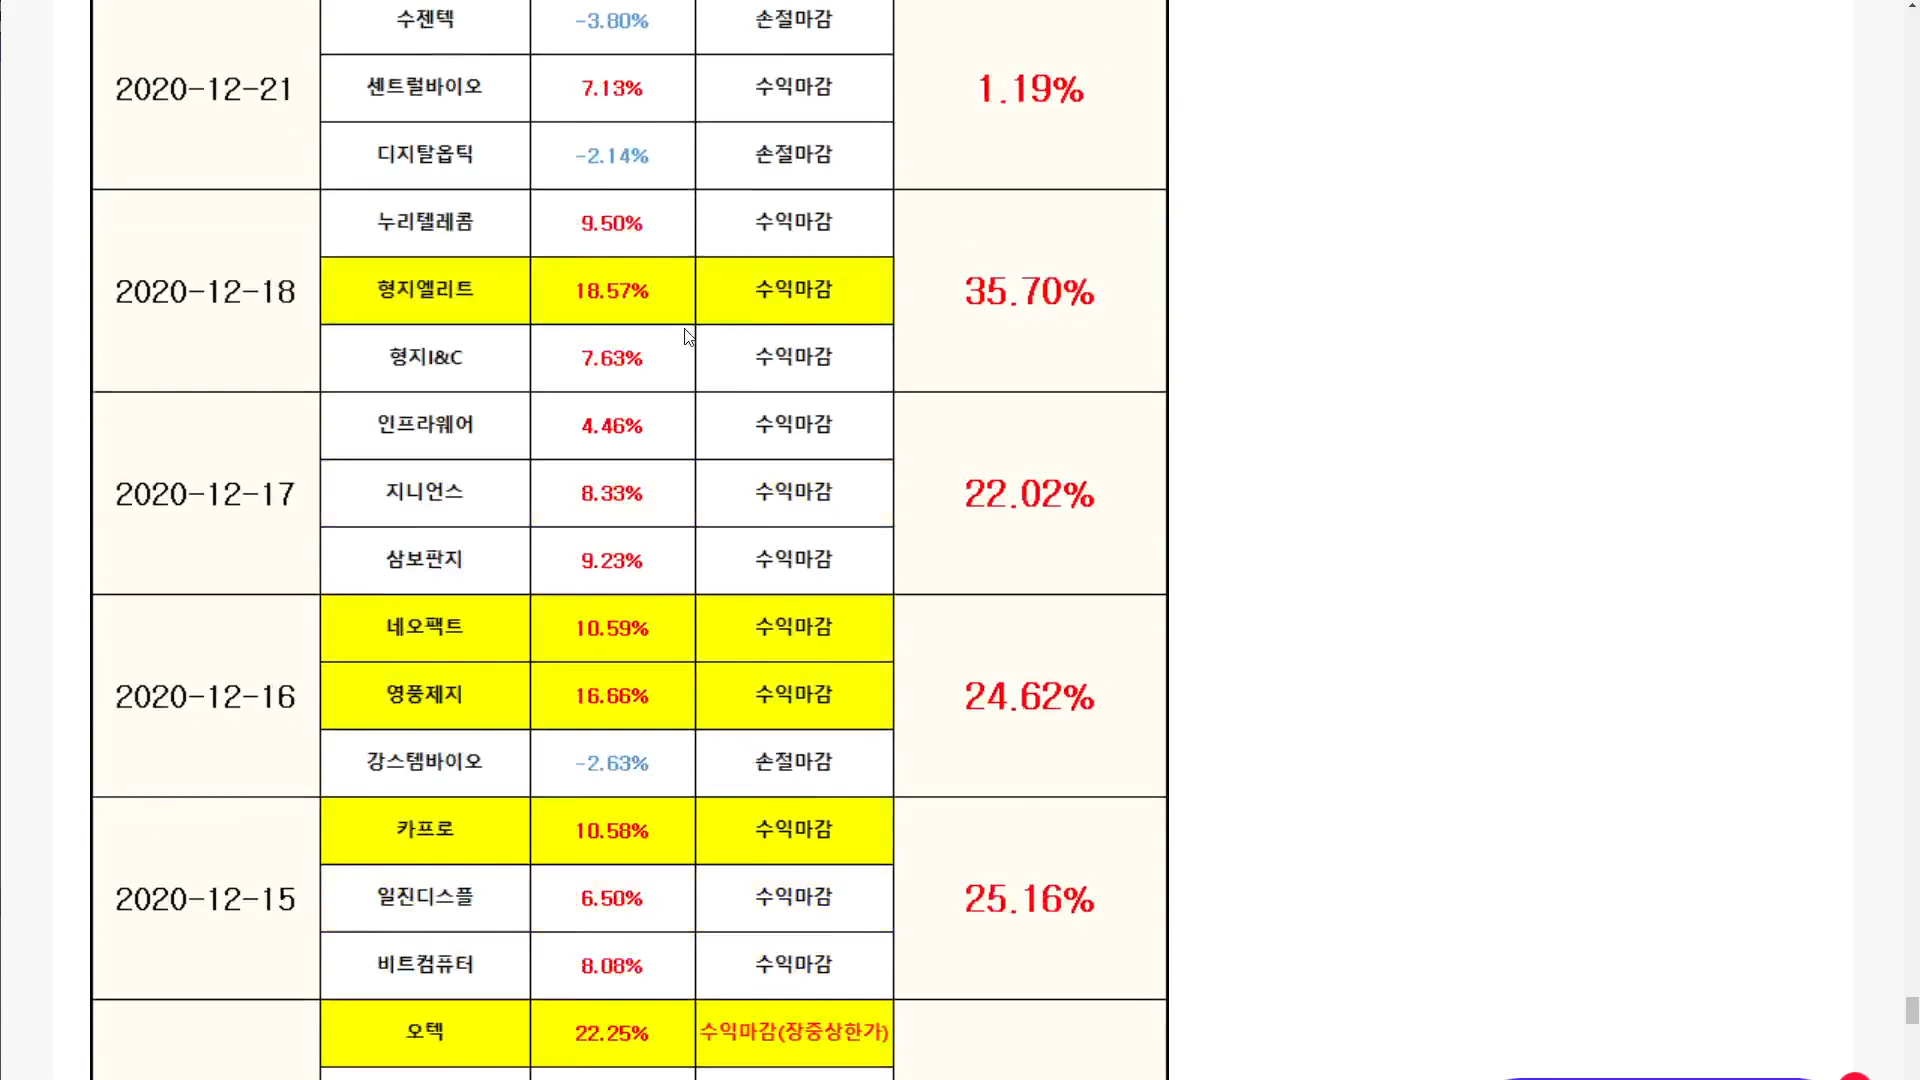 수젠텍 -3.80% 손절마감
2020-12-21 센트럴바이오 7.13% 수익마감 1.19%
디지탈옵틱 -2.14% 손절마감
누리텔레콤 9.50% 수익마감
2020-12-18 형지엘리트 18.57% 수익마감 35.70%
형지I&C 7.63% 수익마감
인프라웨어 4.46% 수익마감
2020-12-17 지니언스 8.33% 수익마감 22.02%
삼보판지 9.23% 수익마감
네오팩트 10.59% 수익마감
2020-12-16 영풍제지 16.66% 수익마감 24.62%
강스템바이오 -2.63% 손절마감
카프로 10.58% 수익마감
2020-12-15 일진디스플 6.50% 수익마감 25.16%
비트컴퓨터 8.08% 수익마감
오텍 22.25% 수익마감(장중상한가)